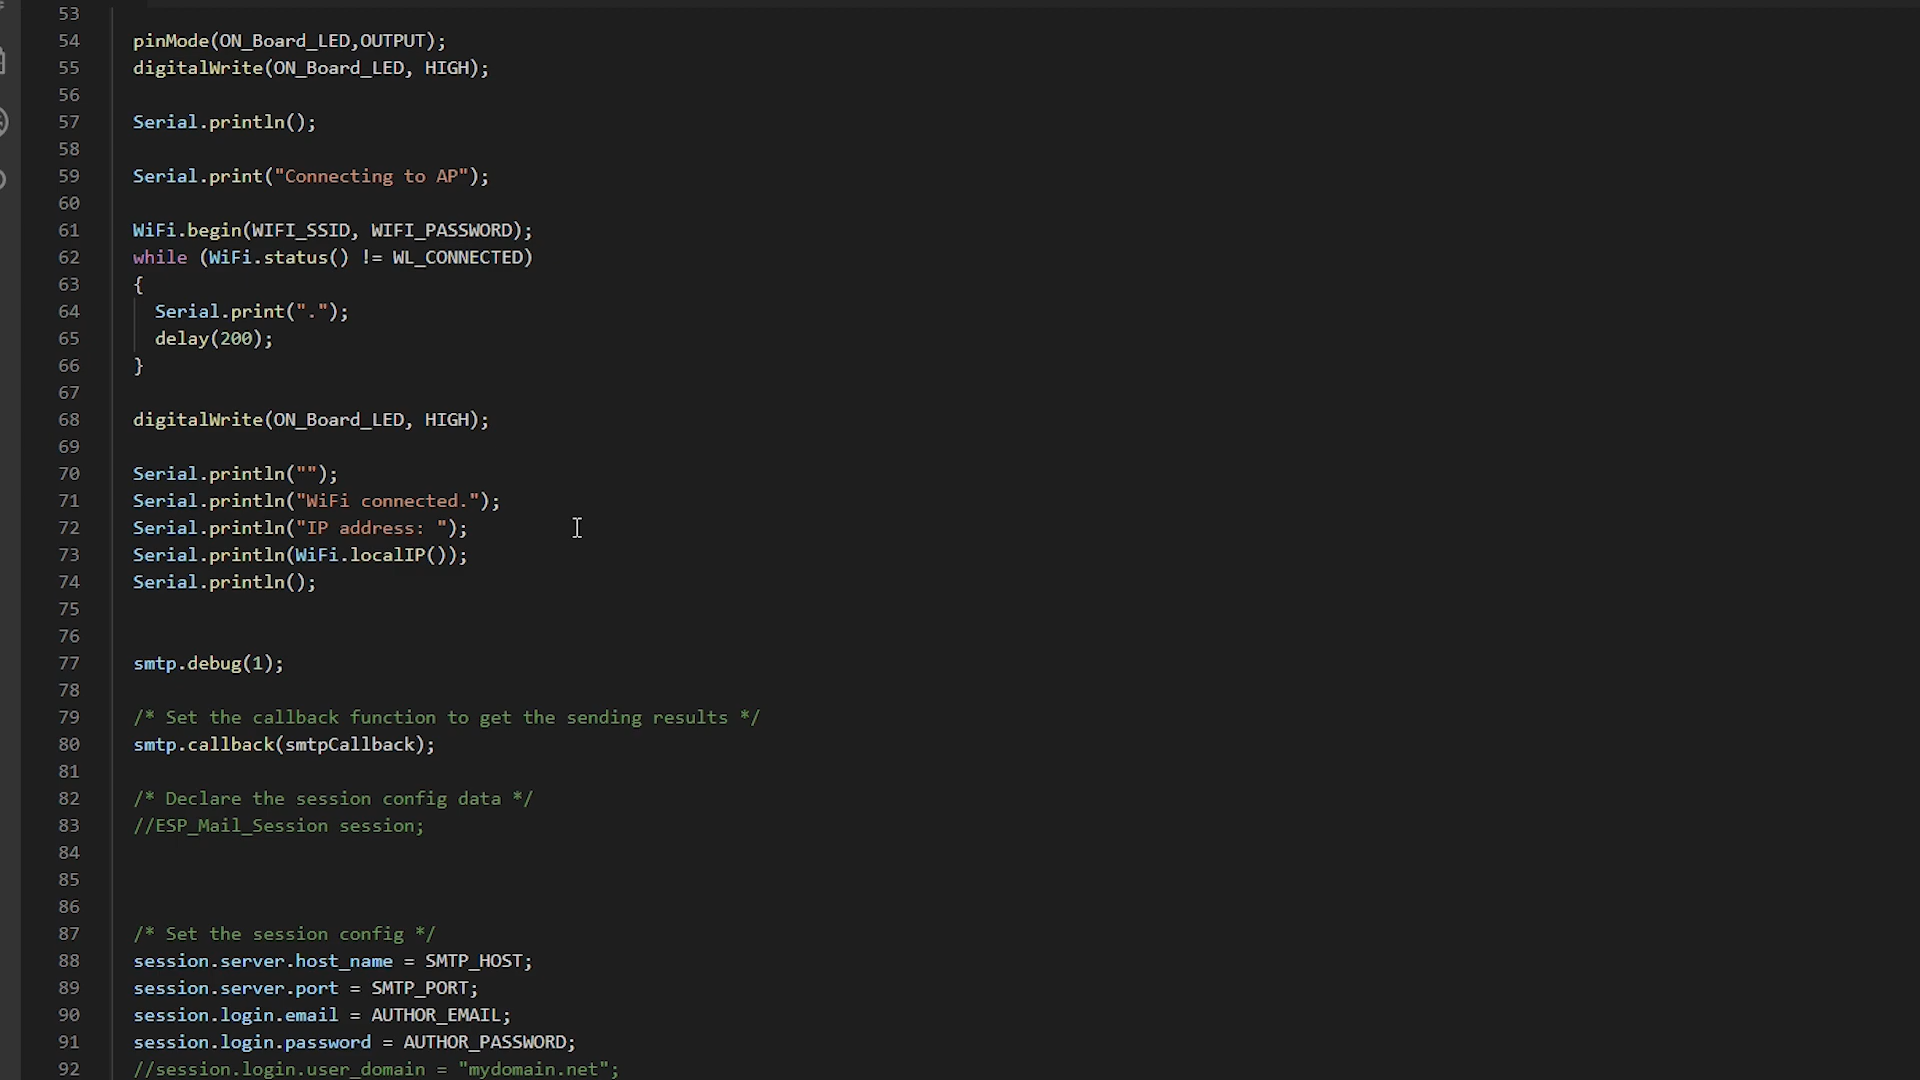 53
54 pinMode(ON_Board_LED,OUTPUT);
55 digitalWrite(ON_Board_LED, HIGH);
56
57 Serial.println();
58
59 Serial.print("Connecting to AP");
60
61 WiFi.begin(WIFI_SSID, WIFI_PASSWORD);
62 while (WiFi.status() != WL_CONNECTED)
63 {
64 Serial.print(".");
65 delay(200);
66 }
67
68 digitalWrite(ON_Board_LED, HIGH);
69
70 Serial.println("");
71 Serial.println("WiFi connected.");
72 Serial.println("IP address: ");
73 Serial.println(WiFi.localIP());
74 Serial.println();
75
76
77 smtp.debug(1);
78
79 /* Set the callback function to get the sending results */
80 smtp.callback(smtpCallback);
81
82 /* Declare the session config data */
83 //ESP_Mail_Session session;
84
85
86
87 /* Set the session config */
88 session.server.host_name = SMTP_HOST;
89 session.server.port = SMTP_PORT;
90 session.login.email = AUTHOR_EMAIL;
91 session.login.password = AUTHOR_PASSWORD;
92 //session.login.user_domain = "mydomain.net";